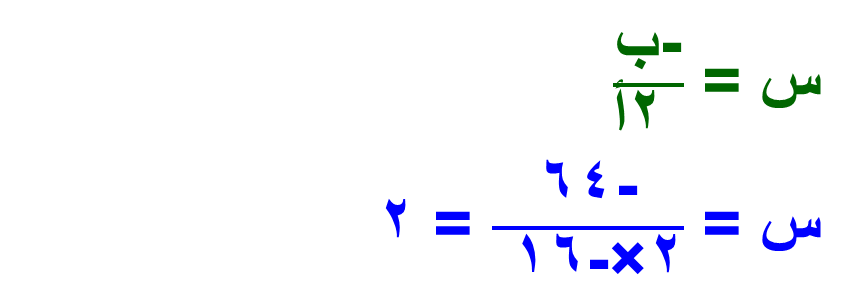 س = -ب / ٢أ
س = -٦٤ / ٢×-١٦ = ٢